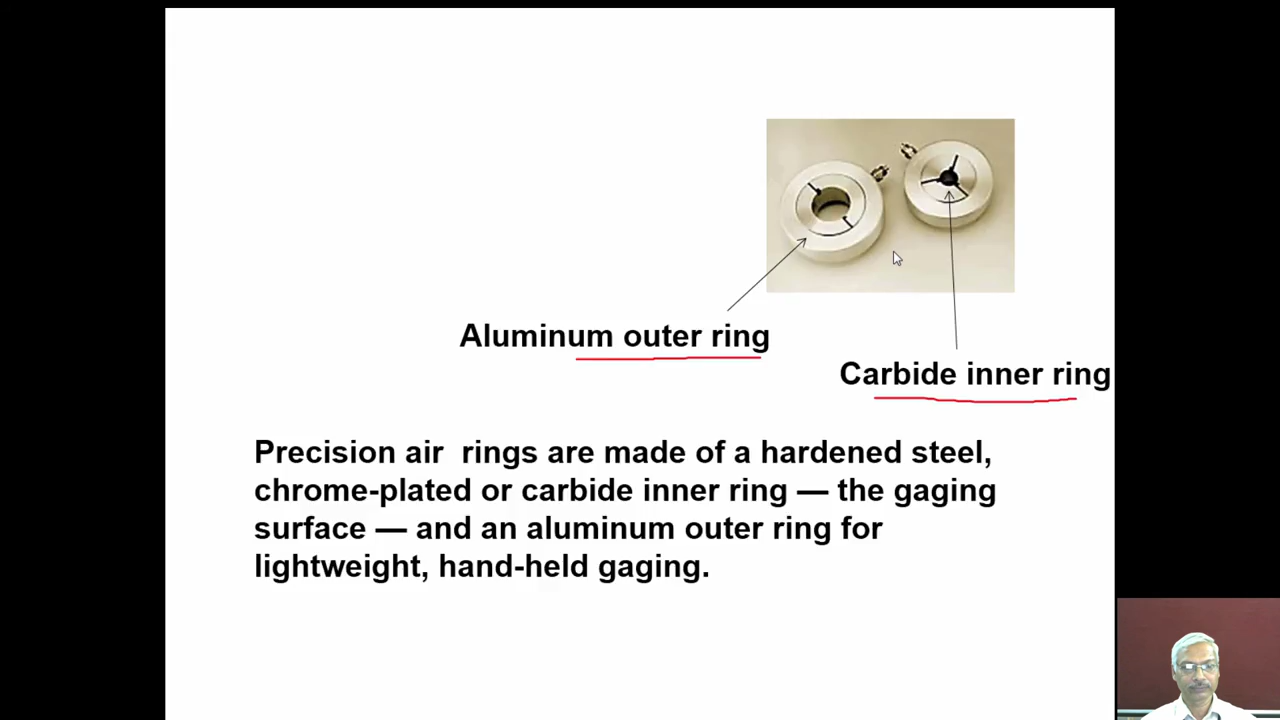 Aluminum outer ring
Carbide inner ring
Precision air rings are made of a hardened steel,
chrome-plated or carbide inner ring — the gaging
surface — and an aluminum outer ring for
lightweight, hand-held gaging.